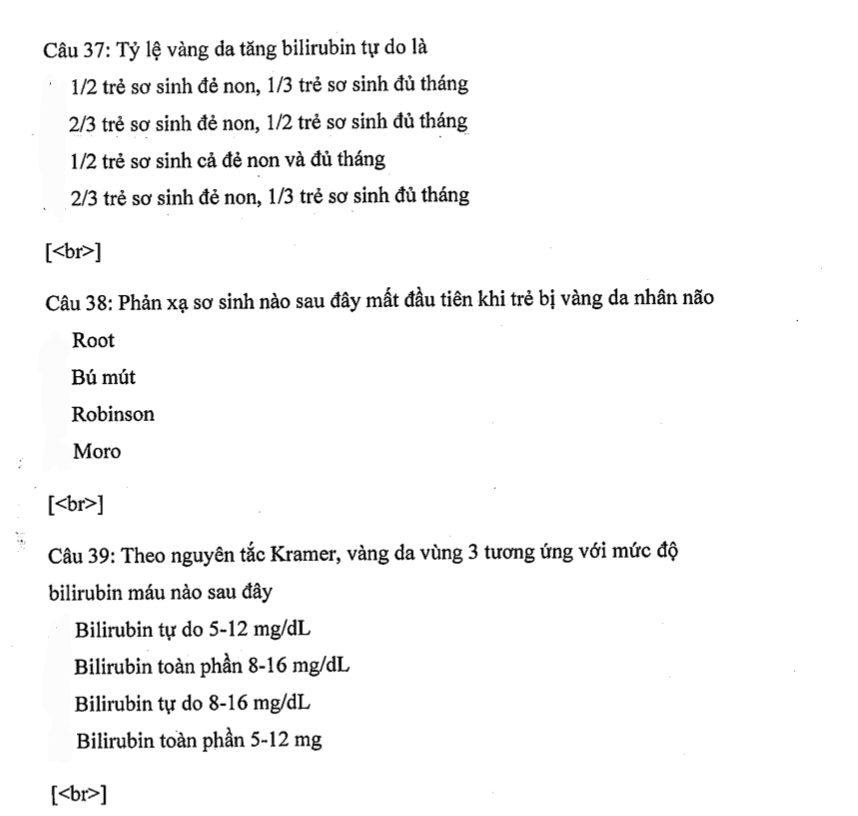 Câu 37: Tỷ lệ vàng da tăng bilirubin tự do là
1/2 trẻ sơ sinh đẻ non, 1/3 trẻ sơ sinh đủ tháng
2/3 trẻ sơ sinh đẻ non, 1/2 trẻ sơ sinh đủ tháng
1/2 trẻ sơ sinh cả đẻ non và đủ tháng
2/3 trẻ sơ sinh đẻ non, 1/3 trẻ sơ sinh đủ tháng
[<br>]
Câu 38: Phản xạ sơ sinh nào sau đây mất đầu tiên khi trẻ bị vàng da nhân não
Root
Bú mút
Robinson
Moro
[<br>]
Câu 39: Theo nguyên tắc Kramer, vàng da vùng 3 tương ứng với mức độ
bilirubin máu nào sau đây
Bilirubin tự do 5-12 mg/dL
Bilirubin toàn phần 8-16 mg/dL
Bilirubin tự do 8-16 mg/dL
Bilirubin toàn phần 5-12 mg
[<br>]